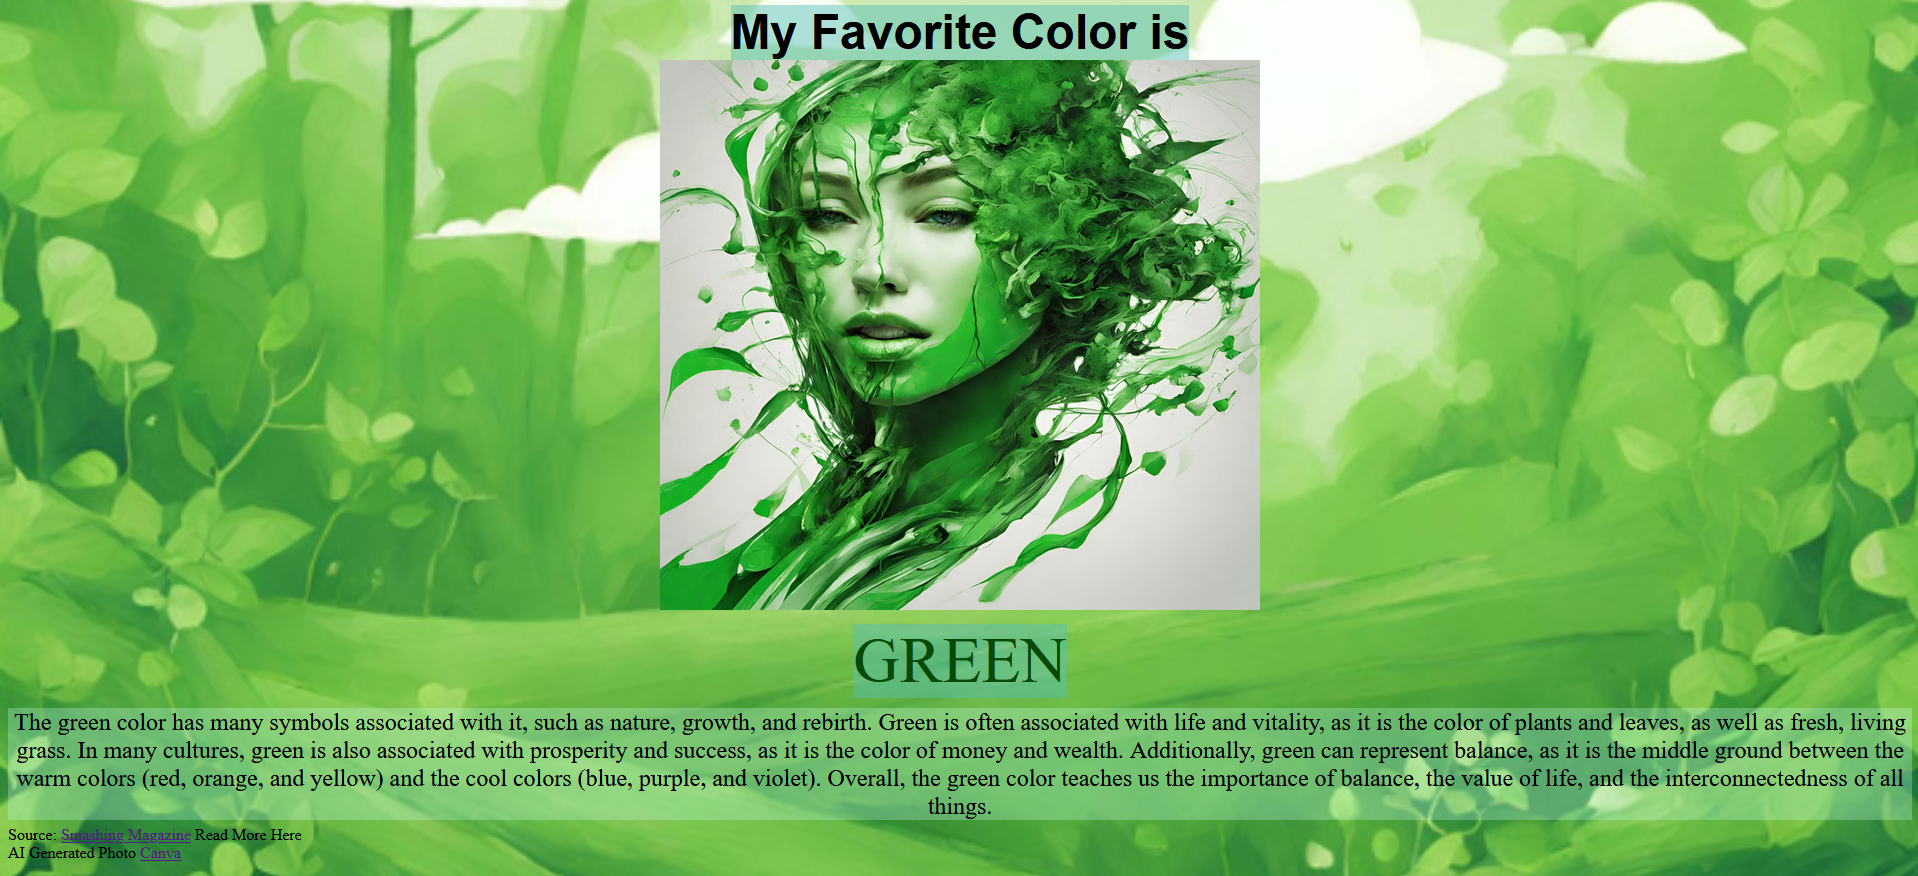 My Favorite Color is
GREEN
The green color has many symbols associated with it, such as nature, growth, and rebirth. Green is often associated with life and vitality, as it is the color of plants and leaves, as well as fresh, living
grass. In many cultures, green is also associated with prosperity and success, as it is the color of money and wealth. Additionally, green can represent balance, as it is the middle ground between the
warm colors (red, orange, and yellow) and the cool colors (blue, purple, and violet). Overall, the green color teaches us the importance of balance, the value of life, and the interconnectedness of all
things.
Source: Smashing Magazine Read More Here
AI Generated Photo Canva